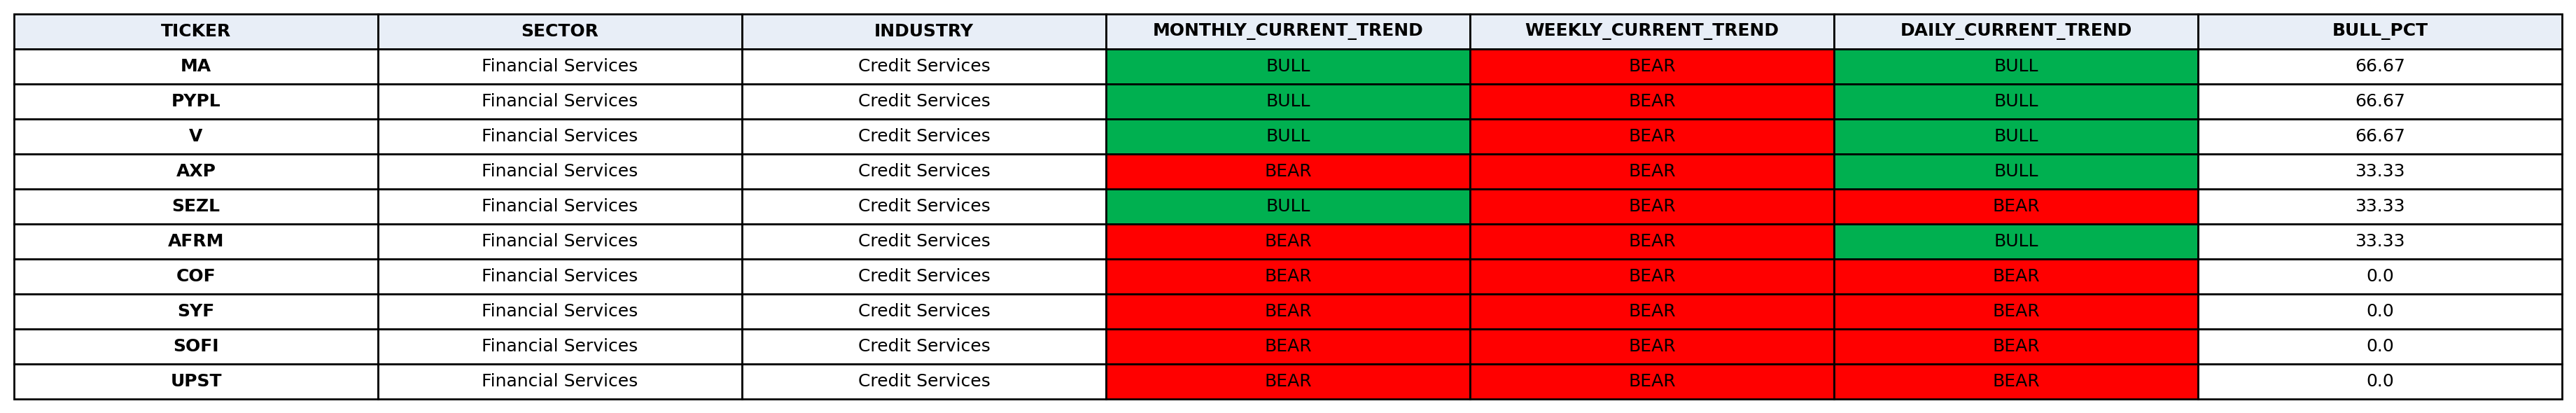 TICKER SECTOR INDUSTRY MONTHLY_CURRENT_TREND WEEKLY_CURRENT_TREND DAILY_CURRENT_TREND BULL_PCT
MA Financial Services Credit Services BULL BEAR BULL 66.67
PYPL Financial Services Credit Services BULL BEAR BULL 66.67
V Financial Services Credit Services BULL BEAR BULL 66.67
AXP Financial Services Credit Services BEAR BEAR BULL 33.33
SEZL Financial Services Credit Services BULL BEAR BEAR 33.33
AFRM Financial Services Credit Services BEAR BEAR BULL 33.33
COF Financial Services Credit Services BEAR BEAR BEAR 0.0
SYF Financial Services Credit Services BEAR BEAR BEAR 0.0
SOFI Financial Services Credit Services BEAR BEAR BEAR 0.0
UPST Financial Services Credit Services BEAR BEAR BEAR 0.0